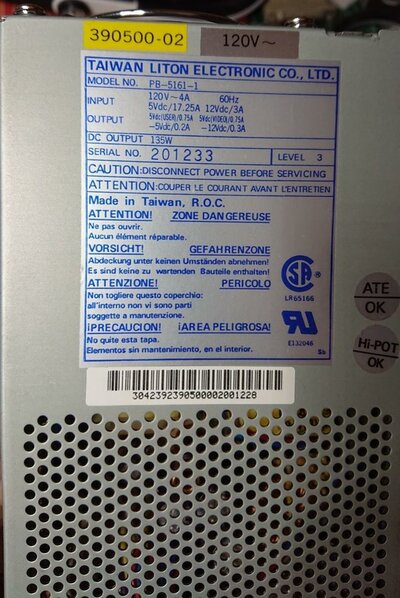 390500-02
120V~
TAIWAN LITON ELECTRONIC CO., LTD.
MODEL NO. PB-5161-1
INPUT 120V~4A 60Hz
5Vdc/17.25A 12Vdc/3A
OUTPUT 5Vdc(USER)/0.75A 5Vdc(VIDEO)/0.75A
-5Vdc/0.2A -12Vdc/0.3A
DC OUTPUT 135W
SERIAL NO. 201233 LEVEL 3
CAUTION:DISCONNECT POWER BEFORE SERVICING
ATTENTION:COUPER LE COURANT AVANT L'ENTRETIEN
Made in Taiwan, R.O.C.
ATTENTION! ZONE DANGEREUSE
Ne pas ouvrir.
Aucun élément réparable.
VORSICHT! GEFAHRENZONE
Abdeckung unter keinen Umständen abnehmen!
Es sind keine zu wartenden Bauteile enthalten!
ATTENZIONE! PERICOLO
Non togliere questo coperchio:
all'interno non vi sono parti
soggette a manutenzione.
¡PRECAUCION! ¡AREA PELIGROSA!
No quite esta tapa.
Elementos sin mantenimiento, en el interior.
SA
®
LR65166
E132046
Sb
ATE
OK
Hi-POT
OK
3042392390500002001228